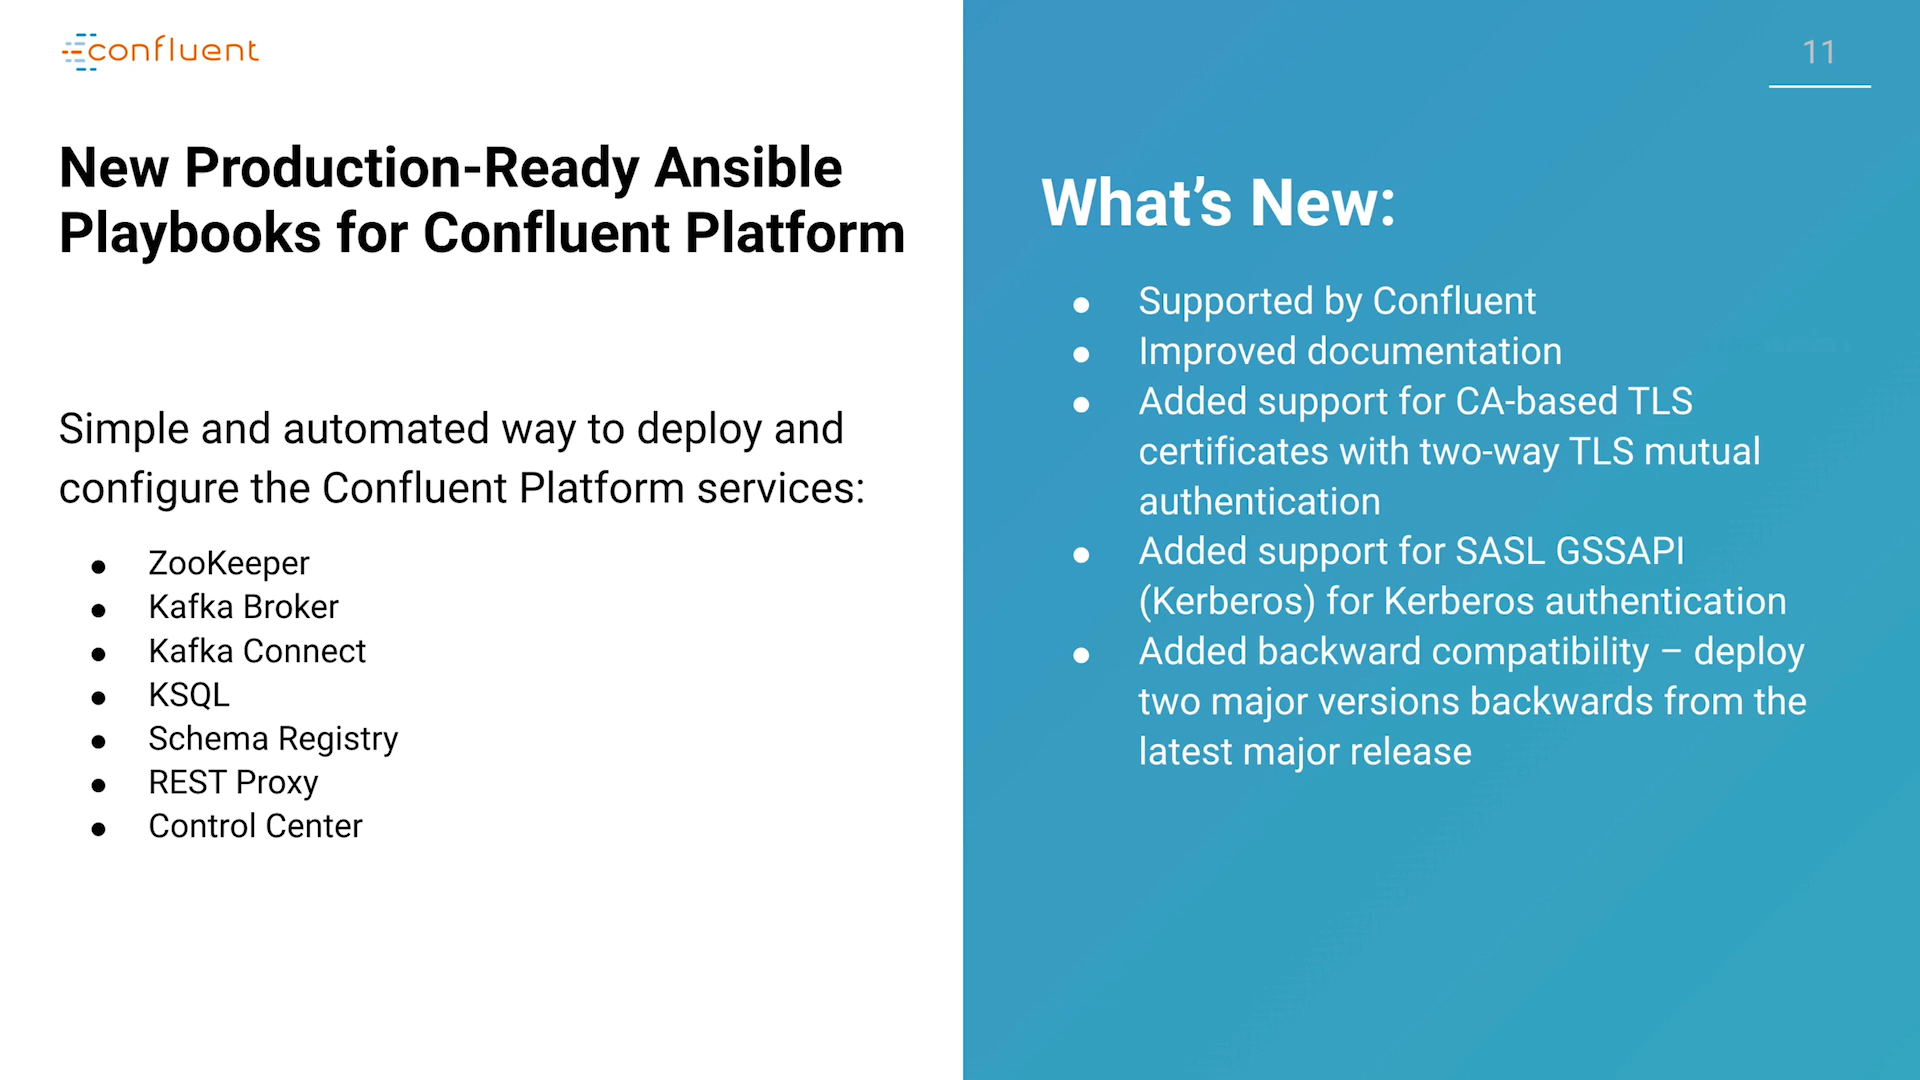 confluent
New Production-Ready Ansible
Playbooks for Confluent Platform
Simple and automated way to deploy and
configure the Confluent Platform services:
● ZooKeeper
● Kafka Broker
● Kafka Connect
● KSQL
● Schema Registry
● REST Proxy
● Control Center
11
What’s New:
● Supported by Confluent
● Improved documentation
● Added support for CA-based TLS
certificates with two-way TLS mutual
authentication
● Added support for SASL GSSAPI
(Kerberos) for Kerberos authentication
● Added backward compatibility – deploy
two major versions backwards from the
latest major release